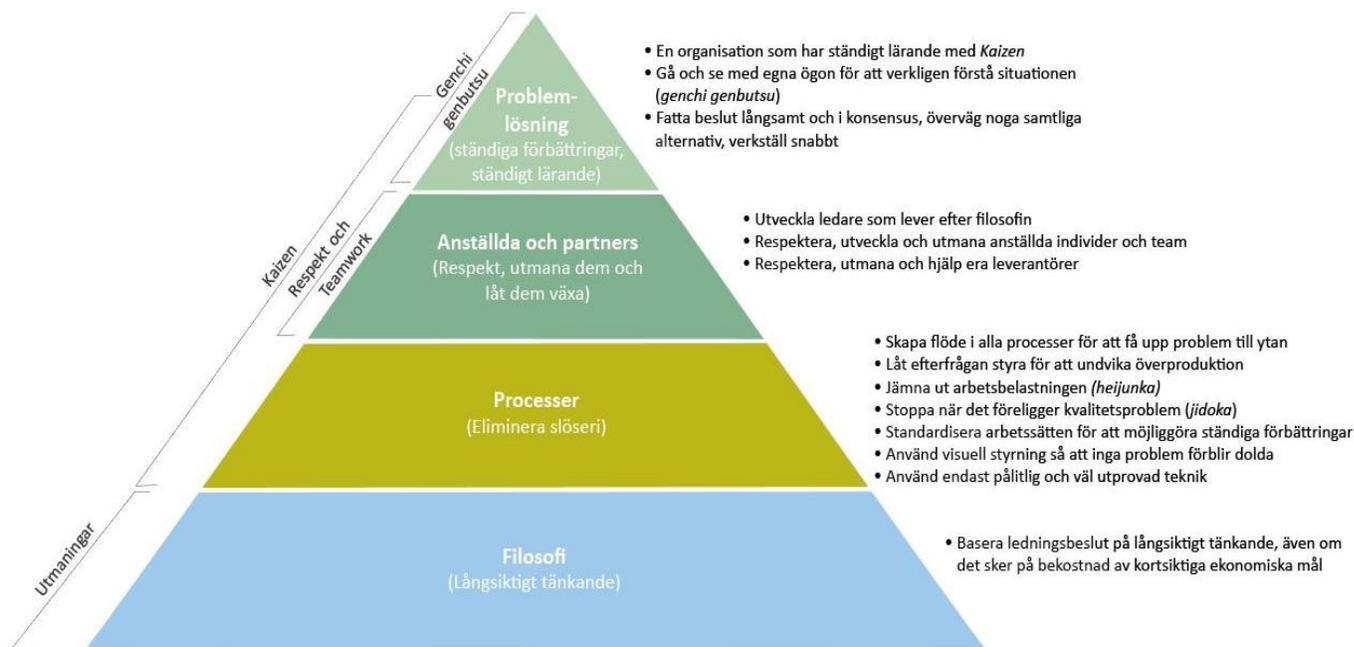 Genchi
genbutsu
Kaizen
Respekt och
Teamwork
Utmaningar
Problem-
lösning
(ständiga förbättringar,
ständigt lärande)
• En organisation som har ständigt lärande med Kaizen
• Gå och se med egna ögon för att verkligen förstå situationen
(genchi genbutsu)
• Fatta beslut långsamt och i konsensus, överväg noga samtliga
alternativ, verkställ snabbt
Anställda och partners
(Respekt, utmana dem och
låt dem växa)
• Utveckla ledare som lever efter filosofin
• Respektera, utveckla och utmana anställda individer och team
• Respektera, utmana och hjälp era leverantörer
Processer
(Eliminera slöseri)
• Skapa flöde i alla processer för att få upp problem till ytan
• Låt efterfrågan styra för att undvika överproduktion
• Jämna ut arbetsbelastningen (heijunka)
• Stoppa när det föreligger kvalitetsproblem (jidoka)
• Standardisera arbetssätten för att möjliggöra ständiga förbättringar
• Använd visuell styrning så att inga problem förblir dolda
• Använd endast pålitlig och väl utprovad teknik
Filosofi
(Långsiktigt tänkande)
• Basera ledningsbeslut på långsiktigt tänkande, även om
det sker på bekostnad av kortsiktiga ekonomiska mål